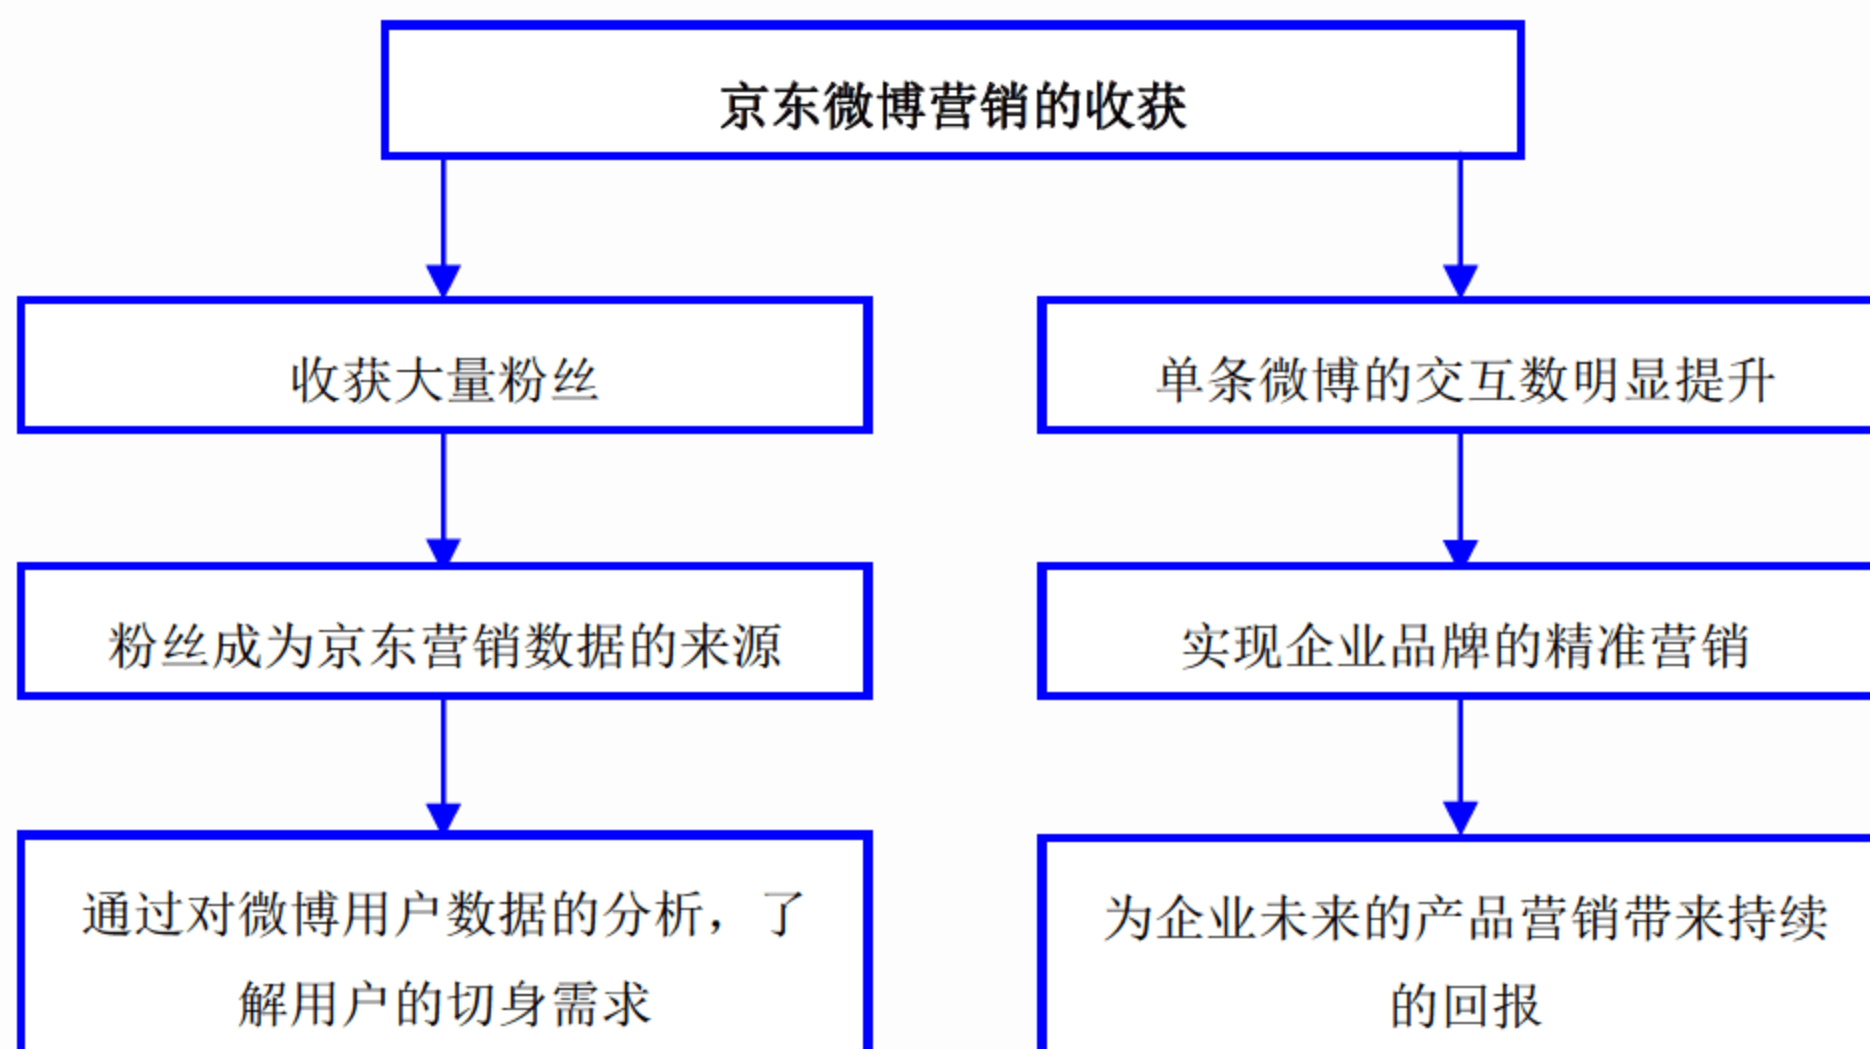 京东微博营销的收获
收获大量粉丝
单条微博的交互数明显提升
粉丝成为京东营销数据的来源
实现企业品牌的精准营销
通过对微博用户数据的分析，了
解用户的切身需求
为企业未来的产品营销带来持续
的回报